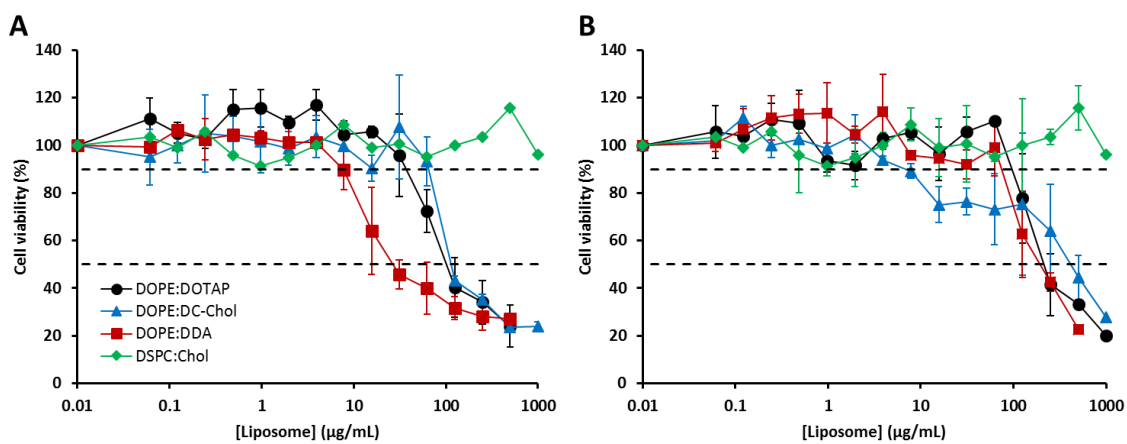 A
B
140
120
100
80
60
40
20
0
Cell viability (%)
DOPE:DOTAP
DOPE:DC-Chol
DOPE:DDA
DSPC:Chol
0.01 0.1 1 10 100 1000
[Liposome] (µg/mL)
140
120
100
80
60
40
20
0
Cell viability (%)
0.01 0.1 1 10 100 1000
[Liposome] (µg/mL)